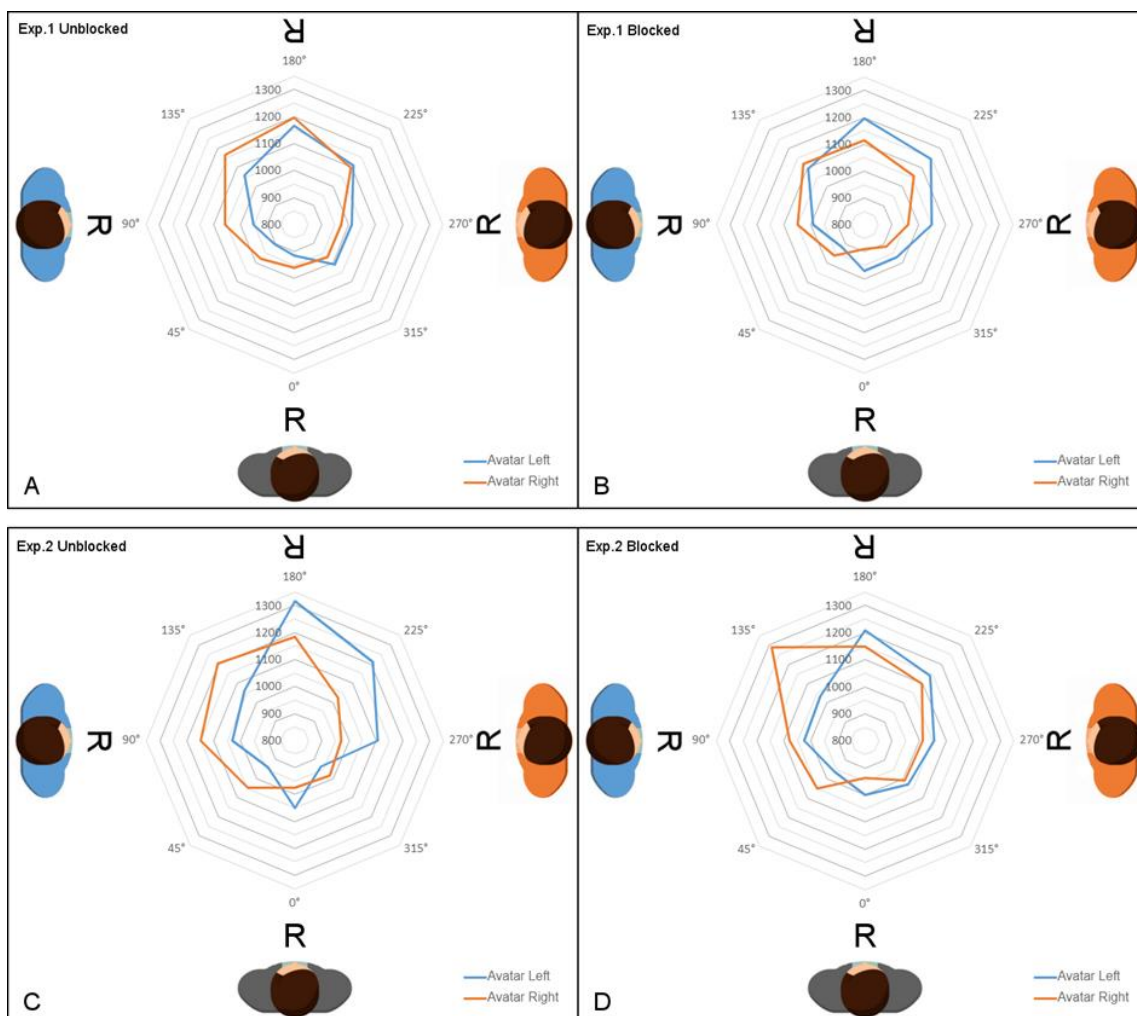 Exp.1 Unblocked
R
180°
1300
135°
1200
225°
1100
1000
900
R
90°
800
270°
R
45°
315°
0°
R
Avatar Left
Avatar Right
A
Exp.1 Blocked
R
180°
1300
135°
1200
225°
1100
1000
900
R
90°
800
270°
R
45°
315°
0°
R
Avatar Left
Avatar Right
B
Exp.2 Unblocked
R
180°
1300
135°
1200
225°
1100
1000
900
R
90°
800
270°
R
45°
315°
0°
R
Avatar Left
Avatar Right
C
Exp.2 Blocked
R
180°
1300
135°
1200
225°
1100
1000
900
R
90°
800
270°
R
45°
315°
0°
R
Avatar Left
Avatar Right
D